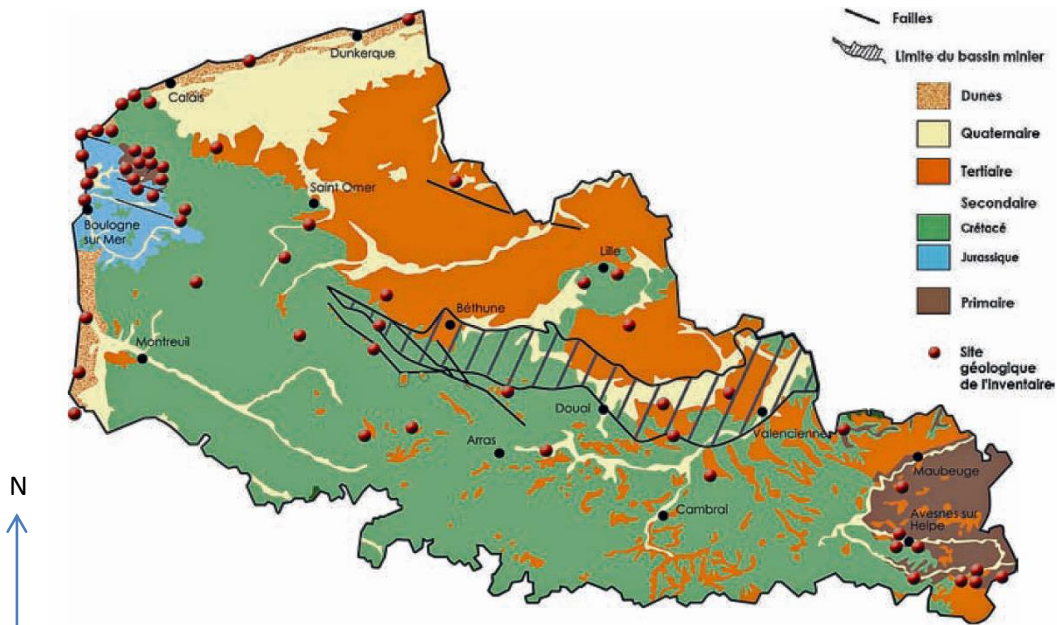 Failles
Limite du bassin minier
Dunes
Quaternaire
Tertiaire
Secondaire
Crétacé
Jurassique
Primaire
Site
géologique
de l'inventaire
Dunkerque
Calais
Saint Omer
Boulogne
sur Mer
Lille
Béthune
Montreuil
Douai
Valenciennes
Arras
Maubeuge
Cambrai
Avesnes sur
Helpe
N